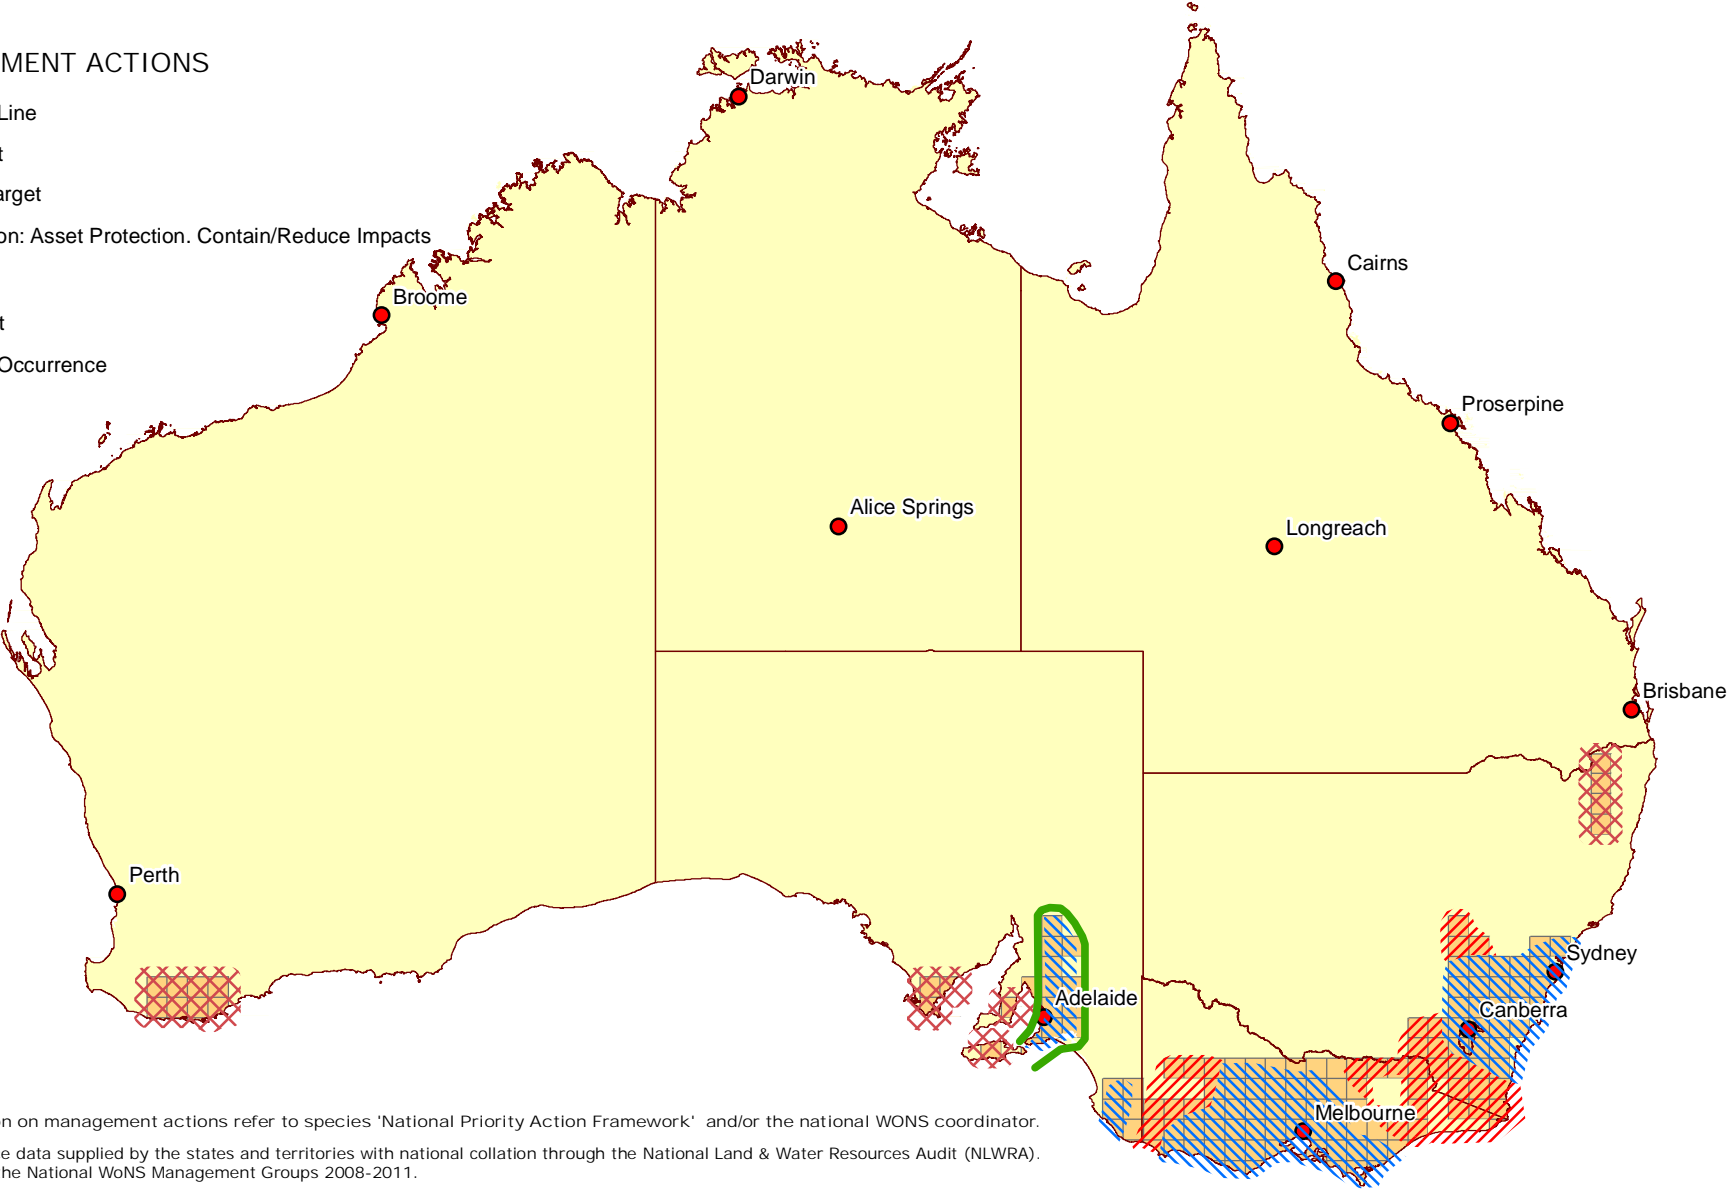 MENT ACTIONS
Line
t
arget
on: Asset Protection. Contain/Reduce Impacts
t
Occurrence
Darwin
Broome
Cairns
Proserpine
Alice Springs
Longreach
Brisbane
Perth
Sydney
Adelaide
Canberra
Melbourne
n on management actions refer to species 'National Priority Action Framework' and/or the national WONS coordinator.
e data supplied by the states and territories with national collation through the National Land & Water Resources Audit (NLWRA).
he National WoNS Management Groups 2008-2011.